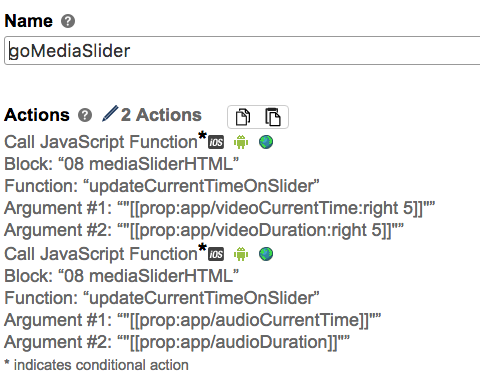 Name ?
goMediaSlider
Actions ? 2 Actions
Call JavaScript Function* iOS
Block: “08 mediaSliderHTML”
Function: “updateCurrentTimeOnSlider”
Argument #1: “"[[prop:app/videoCurrentTime:right 5]]"”
Argument #2: “"[[prop:app/videoDuration:right 5]]"”
Call JavaScript Function* iOS
Block: “08 mediaSliderHTML”
Function: “updateCurrentTimeOnSlider”
Argument #1: “"[[prop:app/audioCurrentTime]]"”
Argument #2: “"[[prop:app/audioDuration]]"”
* indicates conditional action